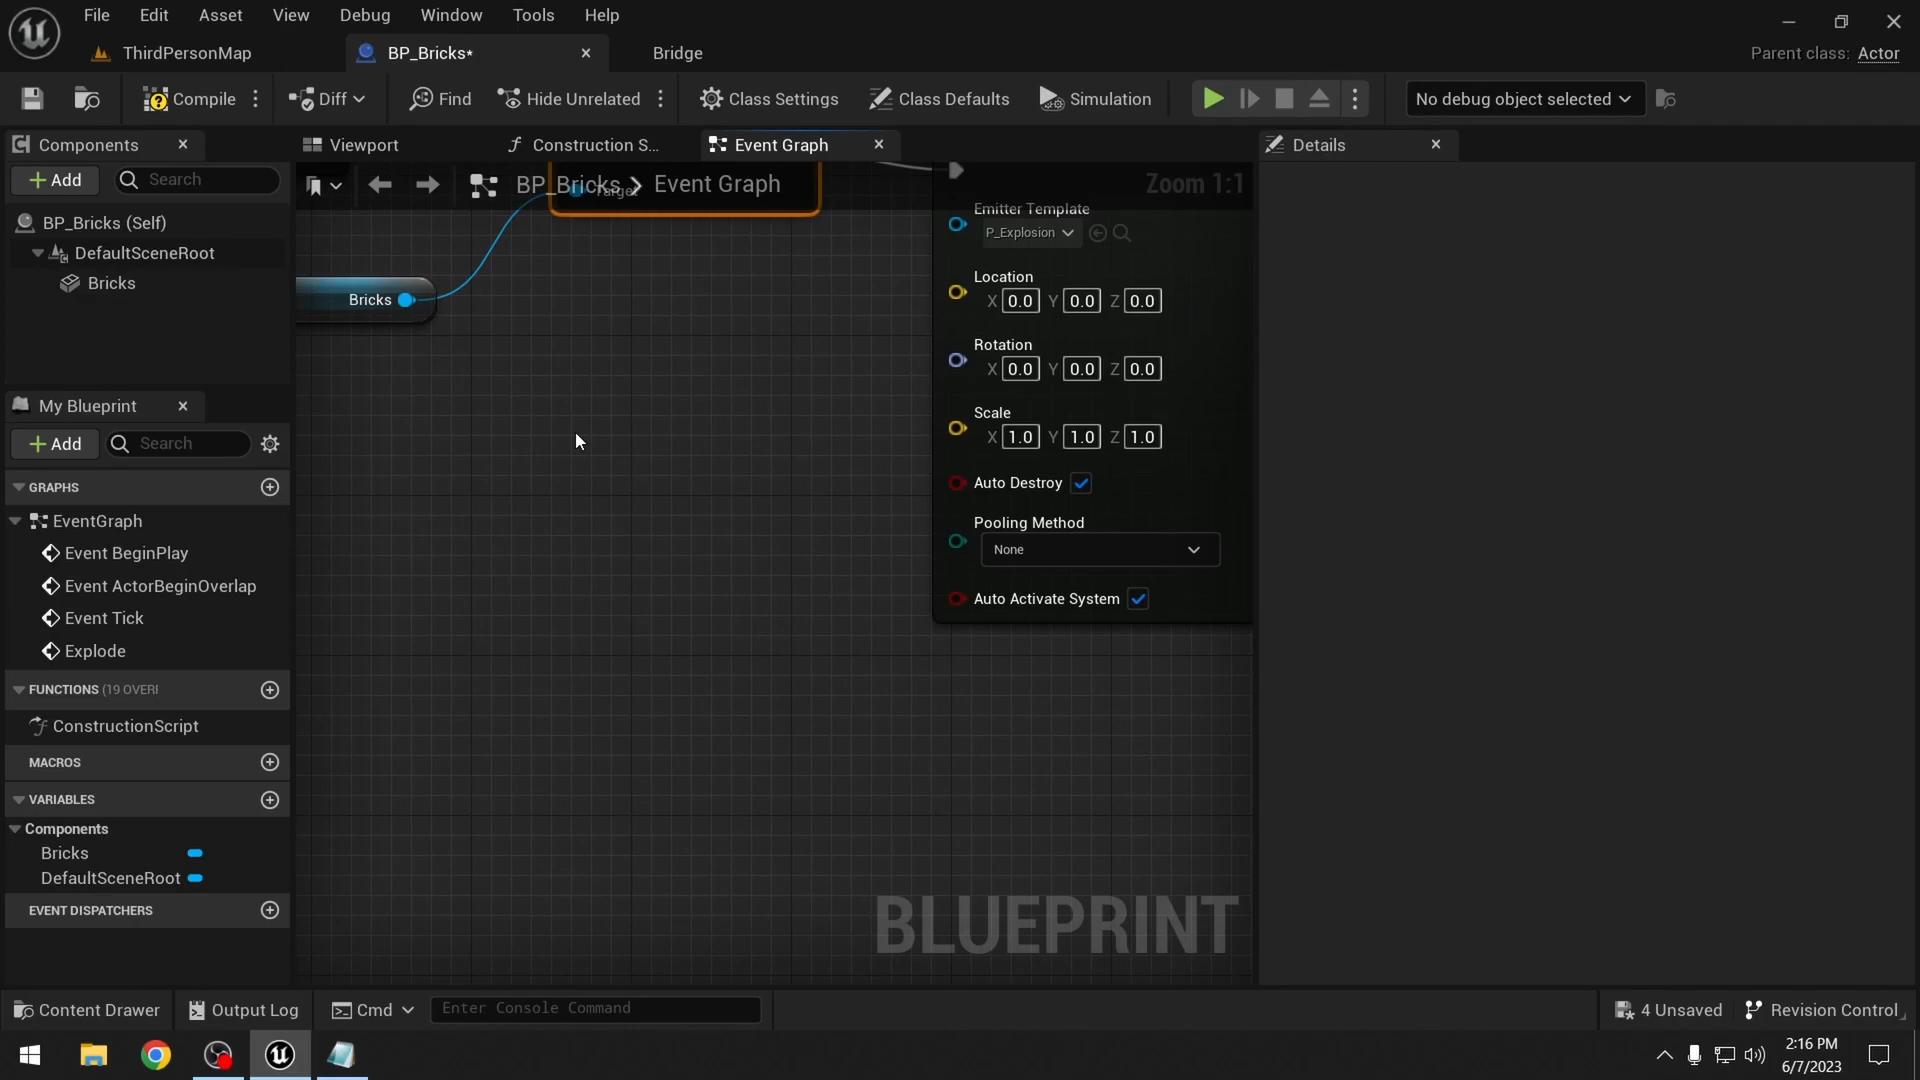 File Edit Asset View Debug Window Tools Help
ThirdPersonMap BP_Bricks* Bridge Parent class: Actor
Compile Diff Find Hide Unrelated Class Settings Class Defaults Simulation No debug object selected
Components Viewport Construction S... Event Graph Details
Add Search
BP_Bricks Event Graph Zoom 1:1
Target
BP_Bricks (Self)
DefaultSceneRoot
Bricks
Bricks
Emitter Template
P_Explosion
Location
X 0.0 Y 0.0 Z 0.0
Rotation
X 0.0 Y 0.0 Z 0.0
Scale
X 1.0 Y 1.0 Z 1.0
Auto Destroy
Pooling Method
None
Auto Activate System
My Blueprint
Add Search
GRAPHS
EventGraph
Event BeginPlay
Event ActorBeginOverlap
Event Tick
Explode
FUNCTIONS (19 OVERI
ConstructionScript
MACROS
VARIABLES
Components
Bricks
DefaultSceneRoot
EVENT DISPATCHERS
BLUEPRINT
Content Drawer Output Log Cmd Enter Console Command 4 Unsaved Revision Control
2:16 PM
6/7/2023